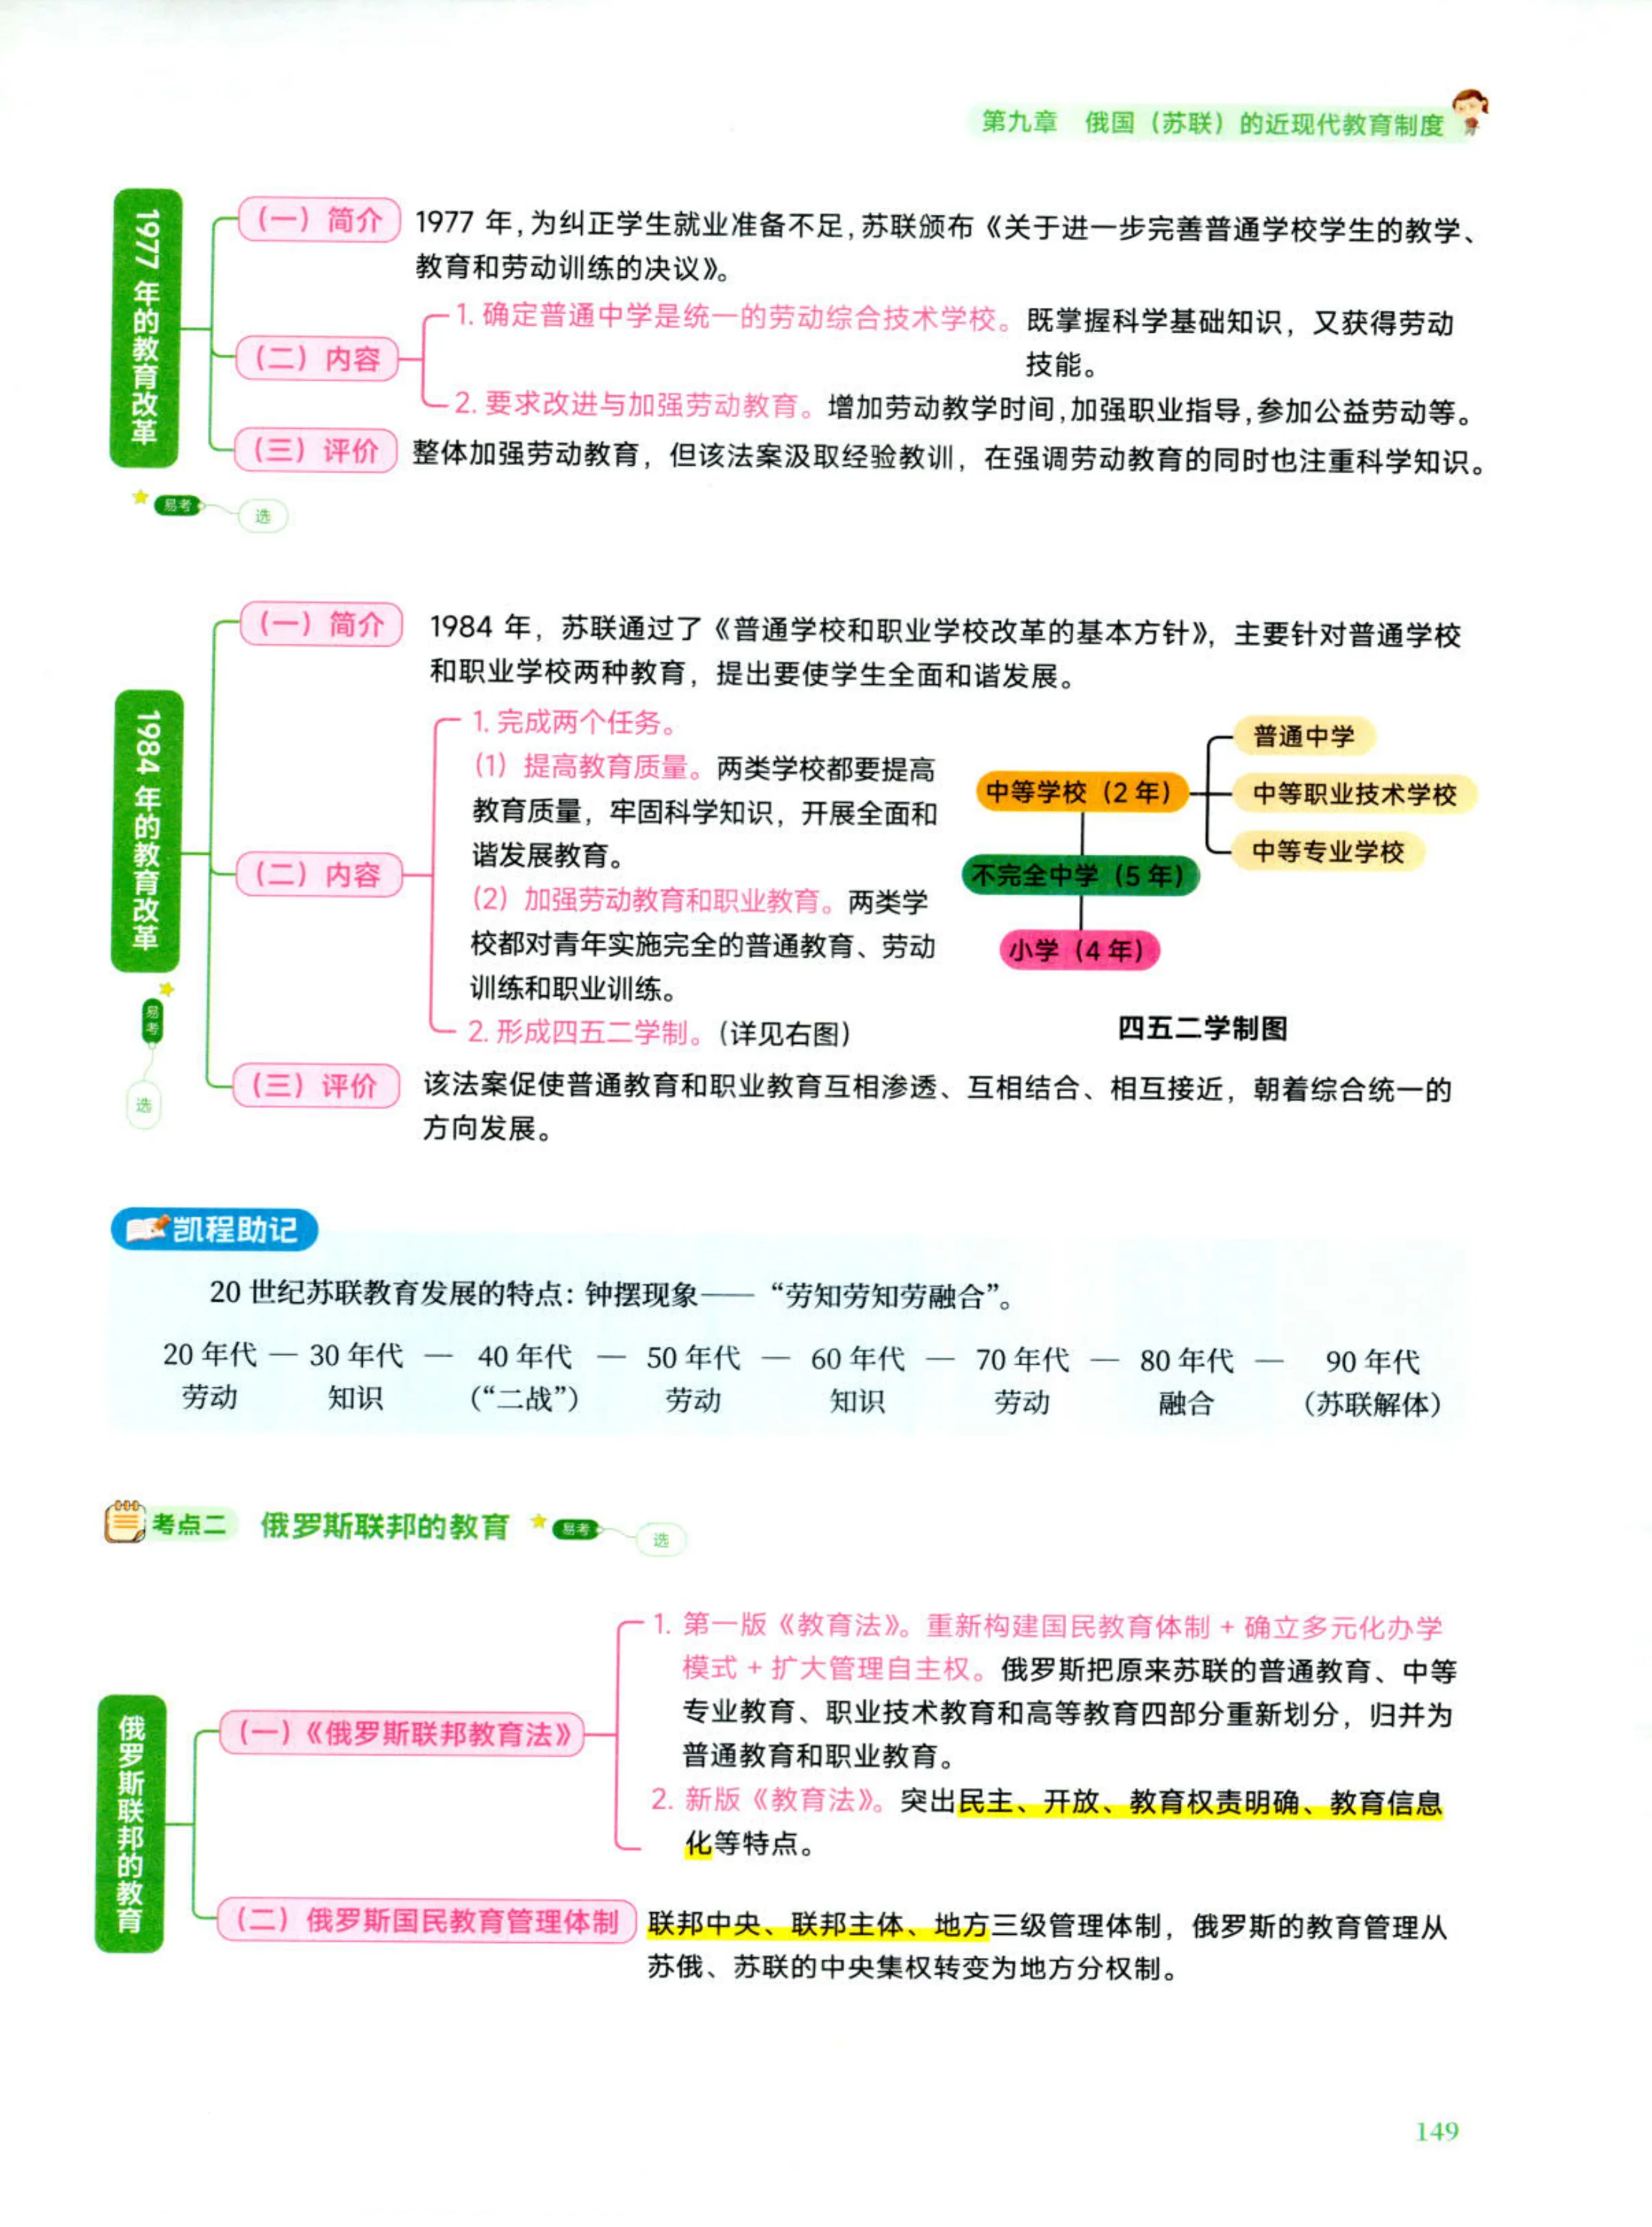 第九章 俄国（苏联）的近现代教育制度
1977 年的教育改革
（一）简介
1977 年，为纠正学生就业准备不足，苏联颁布《关于进一步完善普通学校学生的教学、
教育和劳动训练的决议》。
（二）内容
1. 确定普通中学是统一的劳动综合技术学校。既掌握科学基础知识，又获得劳动
技能。
2. 要求改进与加强劳动教育。增加劳动教学时间，加强职业指导，参加公益劳动等。
（三）评价
整体加强劳动教育，但该法案汲取经验教训，在强调劳动教育的同时也注重科学知识。
易考
选
1984 年的教育改革
（一）简介
1984 年，苏联通过了《普通学校和职业学校改革的基本方针》，主要针对普通学校
和职业学校两种教育，提出要使学生全面和谐发展。
（二）内容
1. 完成两个任务。
（1）提高教育质量。两类学校都要提高
教育质量，牢固科学知识，开展全面和
谐发展教育。
（2）加强劳动教育和职业教育。两类学
校都对青年实施完全的普通教育、劳动
训练和职业训练。
2. 形成四五二学制。（详见右图）
普通中学
中等学校（2 年）
中等职业技术学校
中等专业学校
不完全中学（5 年）
小学（4 年）
四五二学制图
易考
选
（三）评价
该法案促使普通教育和职业教育互相渗透、互相结合、相互接近，朝着综合统一的
方向发展。
凯程助记
20 世纪苏联教育发展的特点：钟摆现象——“劳知劳知劳融合”。
20 年代 — 30 年代 — 40 年代 — 50 年代 — 60 年代 — 70 年代 — 80 年代 — 90 年代
劳动 知识 （“二战”） 劳动 知识 劳动 融合 （苏联解体）
考点二 俄罗斯联邦的教育 易考 选
俄罗斯联邦的教育
（一）《俄罗斯联邦教育法》
1. 第一版《教育法》。重新构建国民教育体制 + 确立多元化办学
模式 + 扩大管理自主权。俄罗斯把原来苏联的普通教育、中等
专业教育、职业技术教育和高等教育四部分重新划分，归并为
普通教育和职业教育。
2. 新版《教育法》。突出民主、开放、教育权责明确、教育信息
化等特点。
（二）俄罗斯国民教育管理体制
联邦中央、联邦主体、地方三级管理体制，俄罗斯的教育管理从
苏俄、苏联的中央集权转变为地方分权制。
149